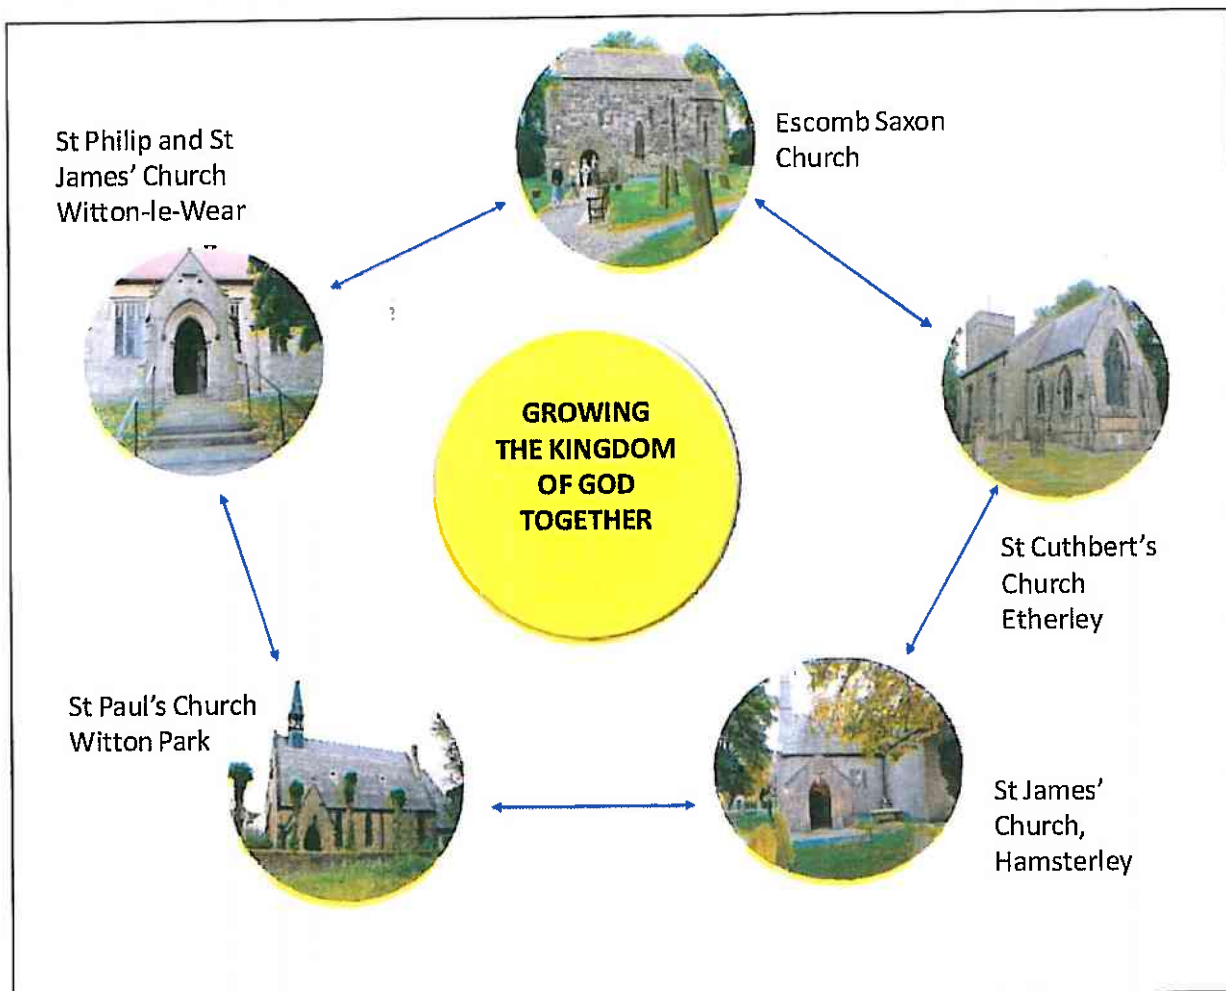 St Philip and St
James' Church
Witton-le-Wear
Escomb Saxon
Church
?
GROWING
THE KINGDOM
OF GOD
TOGETHER
St Cuthbert's
Church
Etherley
St Paul's Church
Witton Park
St James'
Church,
Hamsterley